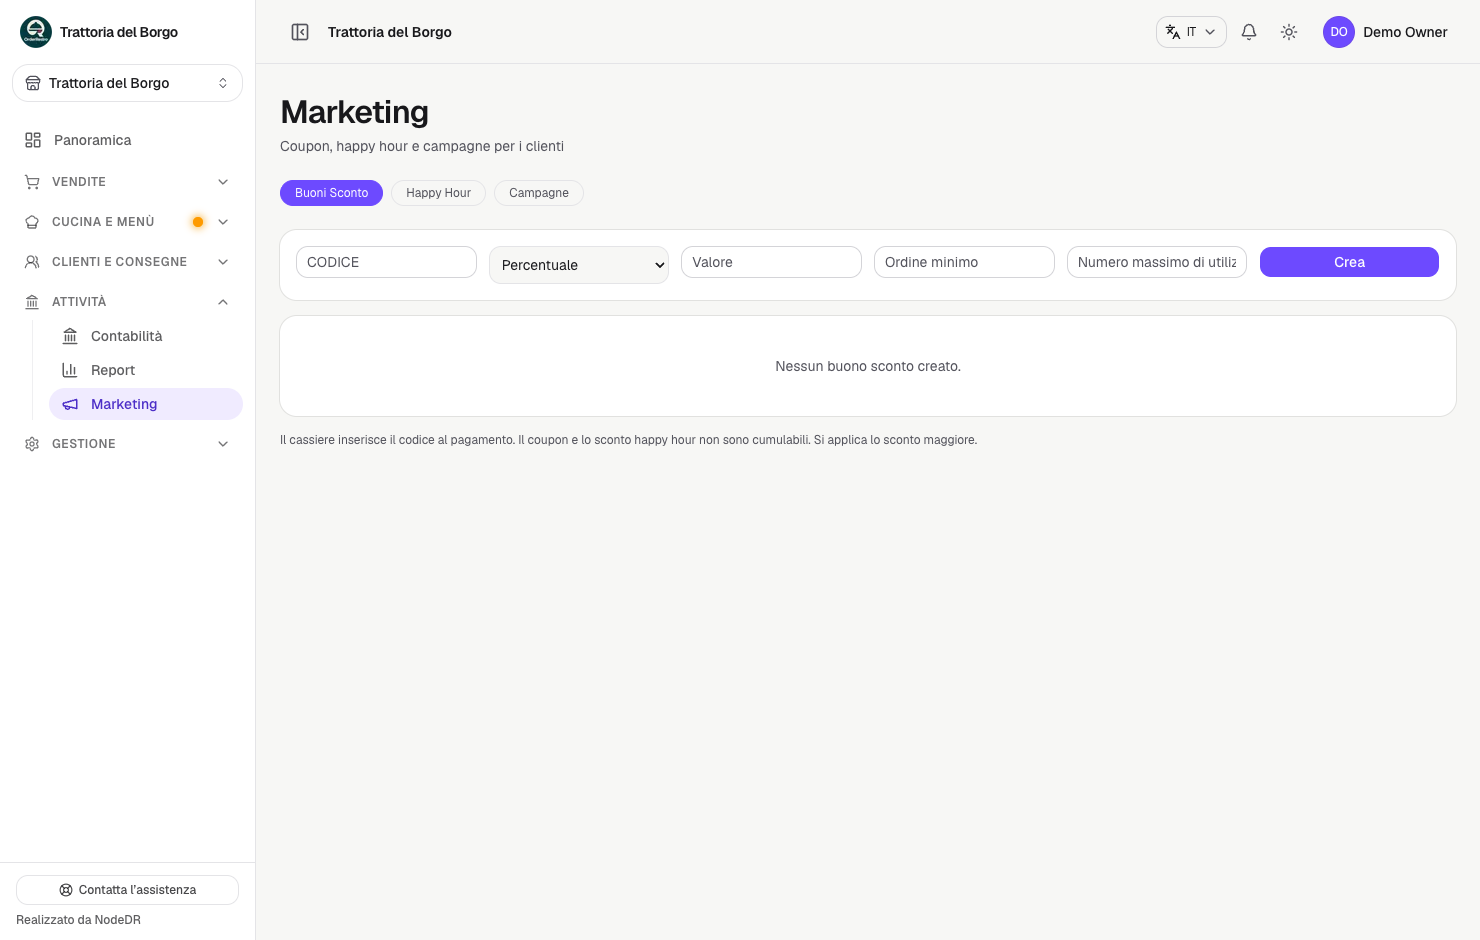 Trattoria del Borgo
Trattoria del Borgo
Panoramica
VENDITE
CUCINA E MENÙ
CLIENTI E CONSEGNE
ATTIVITÀ
Contabilità
Report
Marketing
GESTIONE
Contatta l'assistenza
Realizzato da NodeDR
Trattoria del Borgo
IT
DO
Demo Owner
Marketing
Coupon, happy hour e campagne per i clienti
Buoni Sconto
Happy Hour
Campagne
CODICE
Percentuale
Valore
Ordine minimo
Numero massimo di utiliz
Crea
Nessun buono sconto creato.
Il cassiere inserisce il codice al pagamento. Il coupon e lo sconto happy hour non sono cumulabili. Si applica lo sconto maggiore.